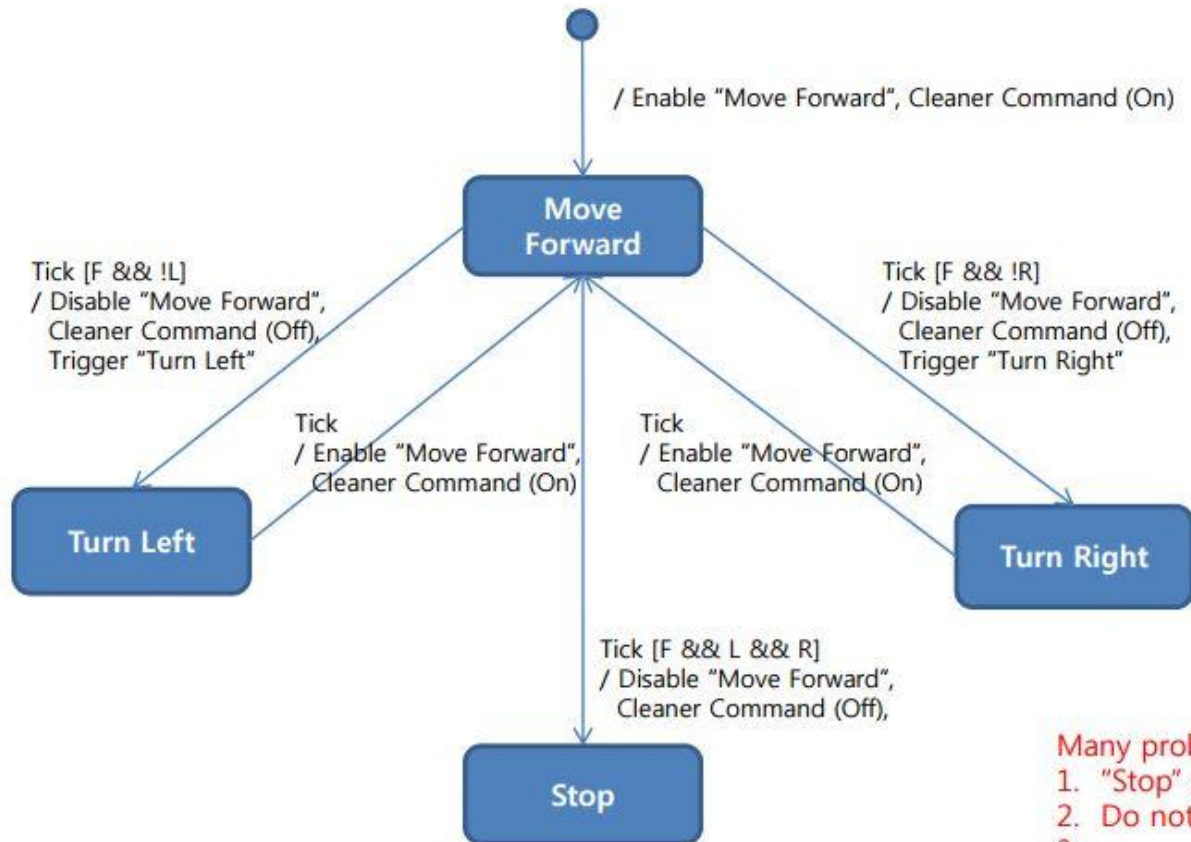 / Enable “Move Forward”, Cleaner Command (On)
Move
Forward
Tick [F && !L]
/ Disable “Move Forward”,
Cleaner Command (Off),
Trigger “Turn Left”
Tick [F && !R]
/ Disable “Move Forward”,
Cleaner Command (Off),
Trigger “Turn Right”
Tick
/ Enable “Move Forward”,
Cleaner Command (On)
Tick
/ Enable “Move Forward”,
Cleaner Command (On)
Turn Left
Turn Right
Tick [F && L && R]
/ Disable “Move Forward”,
Cleaner Command (Off),
Stop
Many
1. “Stop”
2. Do not